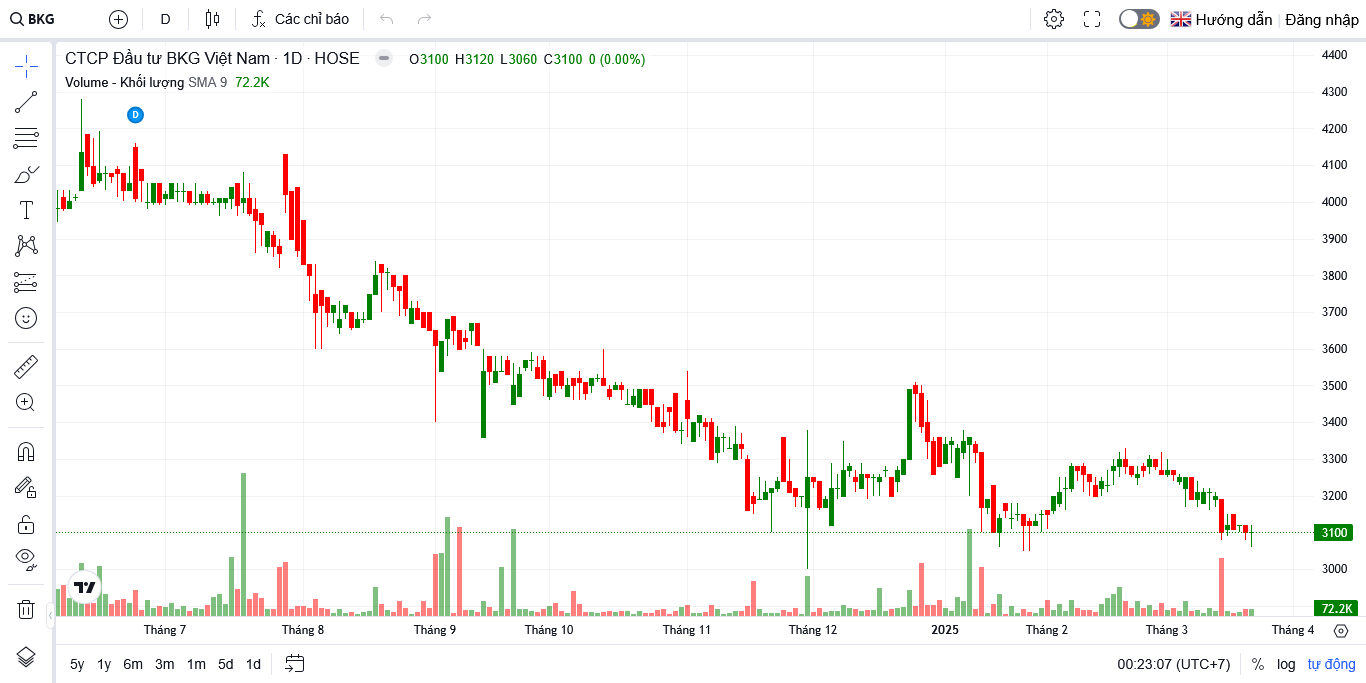 BKG D Các chỉ báo Hướng dẫn Đăng nhập
CTCP Đầu tư BKG Việt Nam · 1D · HOSE O3100 H3120 L3060 C3100 0 (0.00%)
Volume - Khối lượng SMA 9 72.2K
D
4400
4300
4200
4100
4000
3900
3800
3700
3600
3500
3400
3300
3200
3100
3000
72.2K
Tháng 7 Tháng 8 Tháng 9 Tháng 10 Tháng 11 Tháng 12 2025 Tháng 2 Tháng 3 Tháng 4
5y 1y 6m 3m 1m 5d 1d 00:23:07 (UTC+7) % log tự động